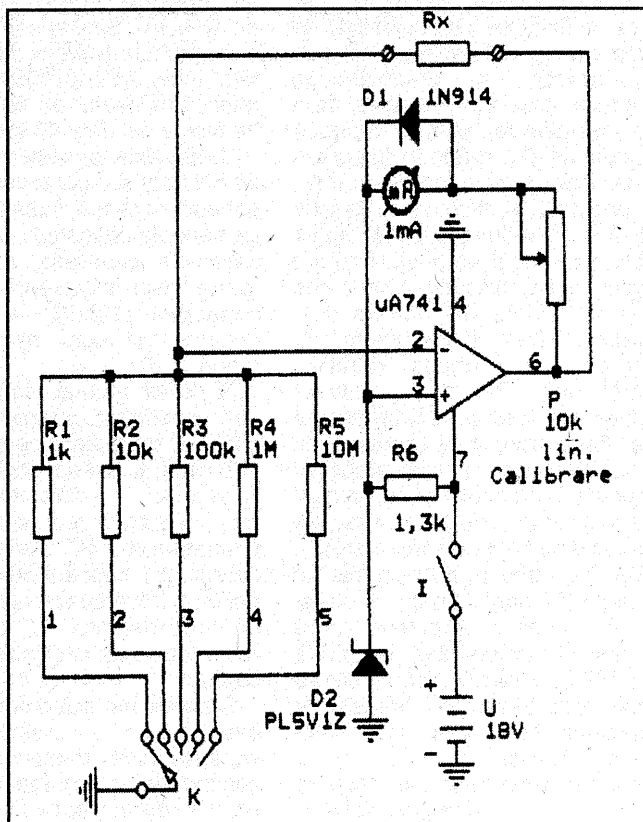 Rx
D1 1N914
mA
1mA
uA741 4
2 -
3 +
6
P
10k
lin.
Calibrare
R1 R2 R3 R4 R5
1k 10k 100k 1M 10M
R6
7
1,3k
I
1 2 3 4 5
D2
PL5V1Z
+
U
18V
-
K